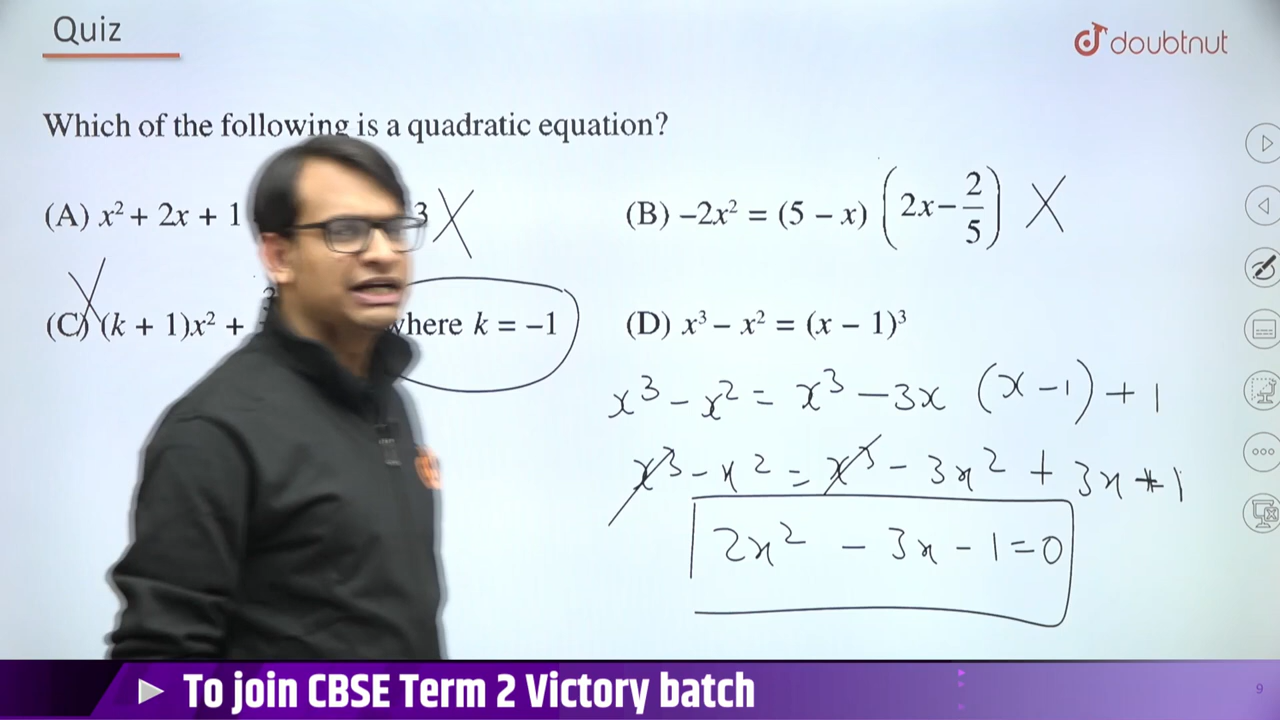 Quiz
doubtnut
Which of the following is a quadratic equation?
(A) x² + 2x + 1 3 X
(B) –2x² = (5 – x) (2x– 2/5) X
X
(C) (k + 1)x² + where k = –1
(D) x³ – x² = (x – 1)³
x³ – x² = x³ – 3x (x – 1) + 1
x³ – x² = x³ – 3x² + 3x + 1
2x² – 3x – 1 = 0
To join CBSE Term 2 Victory batch
9